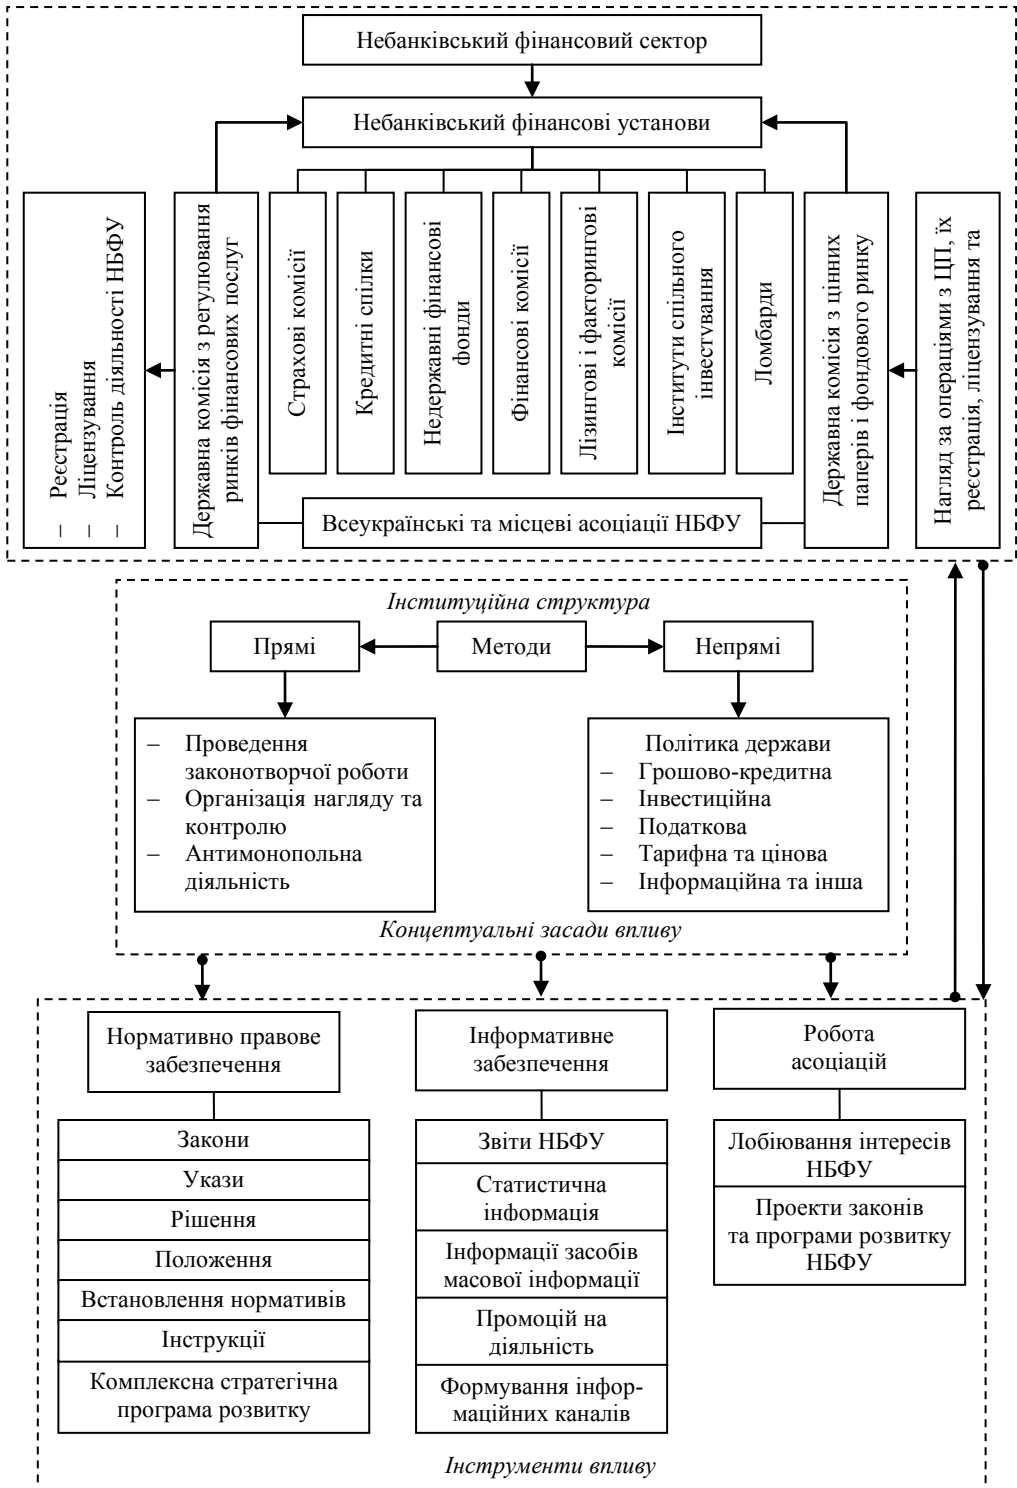 Небанківський фінансовий сектор
Небанківський фінансові установи
– Реєстрація
– Ліцензування
– Контроль діяльності НБФУ
Державна комісія з регулювання
ринків фінансових послуг
Страхові комісії
Кредитні спілки
Недержавні фінансові
фонди
Фінансові комісії
Лізингові і факторингові
комісії
Інститути спільного
інвестування
Ломбарди
Державна комісія з цінних
паперів і фондового ринку
Нагляд за операціями з ЦП, їх
реєстрація, ліцензування та
Всеукраїнські та місцеві асоціації НБФУ
Інституційна структура
Прямі
Методи
Непрямі
– Проведення
законотворчої роботи
– Організація нагляду та
контролю
– Антимонопольна
діяльність
Політика держави
– Грошово-кредитна
– Інвестиційна
– Податкова
– Тарифна та цінова
– Інформаційна та інша
Концептуальні засади впливу
Нормативно правове
забезпечення
Закони
Укази
Рішення
Положення
Встановлення нормативів
Інструкції
Комплексна стратегічна
програма розвитку
Інформативне
забезпечення
Звіти НБФУ
Статистична
інформація
Інформації засобів
масової інформації
Промоцій на
діяльність
Формування інфор-
маційних каналів
Робота
асоціацій
Лобіювання інтересів
НБФУ
Проекти законів
та програми розвитку
НБФУ
Інструменти впливу